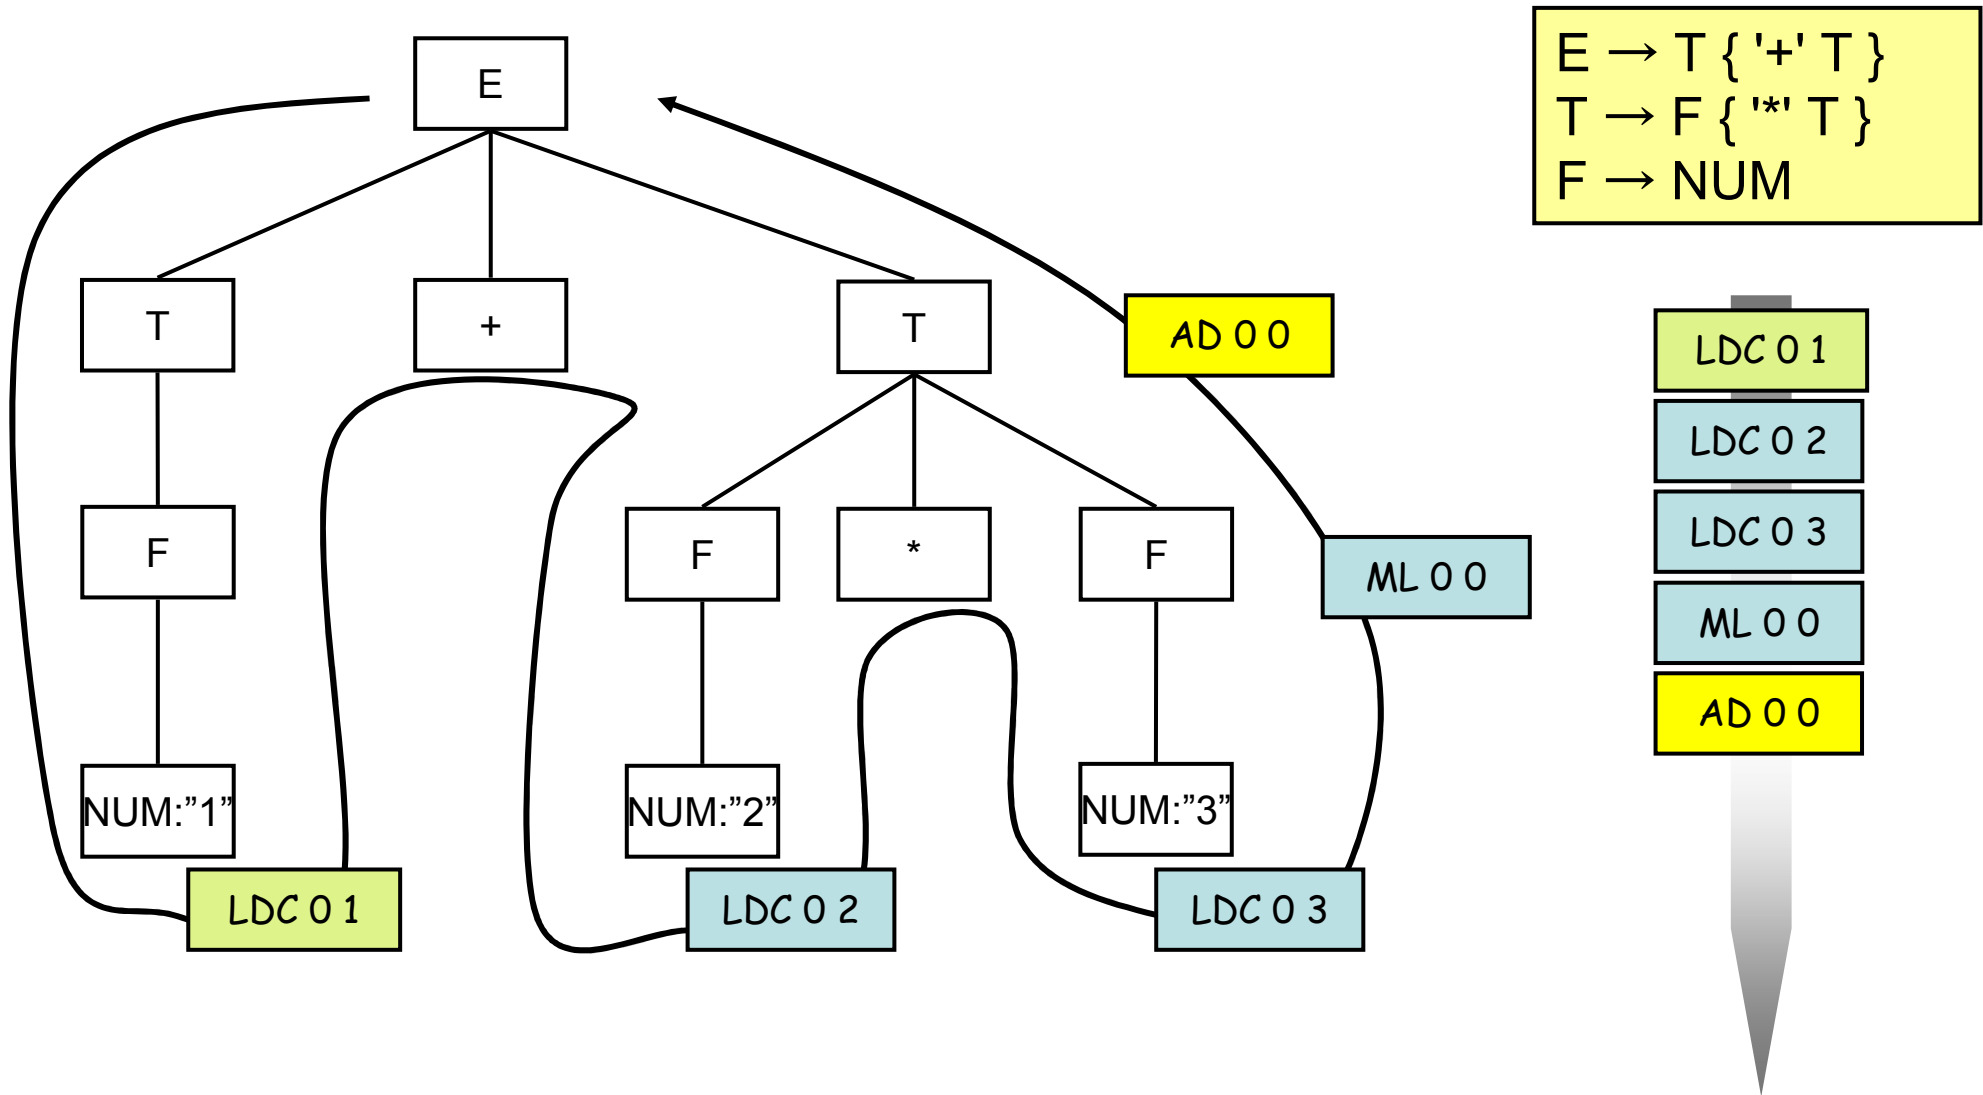 E
E → T { '+' T }
T → F { '*' T }
F → NUM
T
+
T
AD 0 0
LDC 0 1
LDC 0 2
F
F
*
F
ML 0 0
LDC 0 3
ML 0 0
AD 0 0
NUM:”1”
NUM:”2”
NUM:”3”
LDC 0 1
LDC 0 2
LDC 0 3